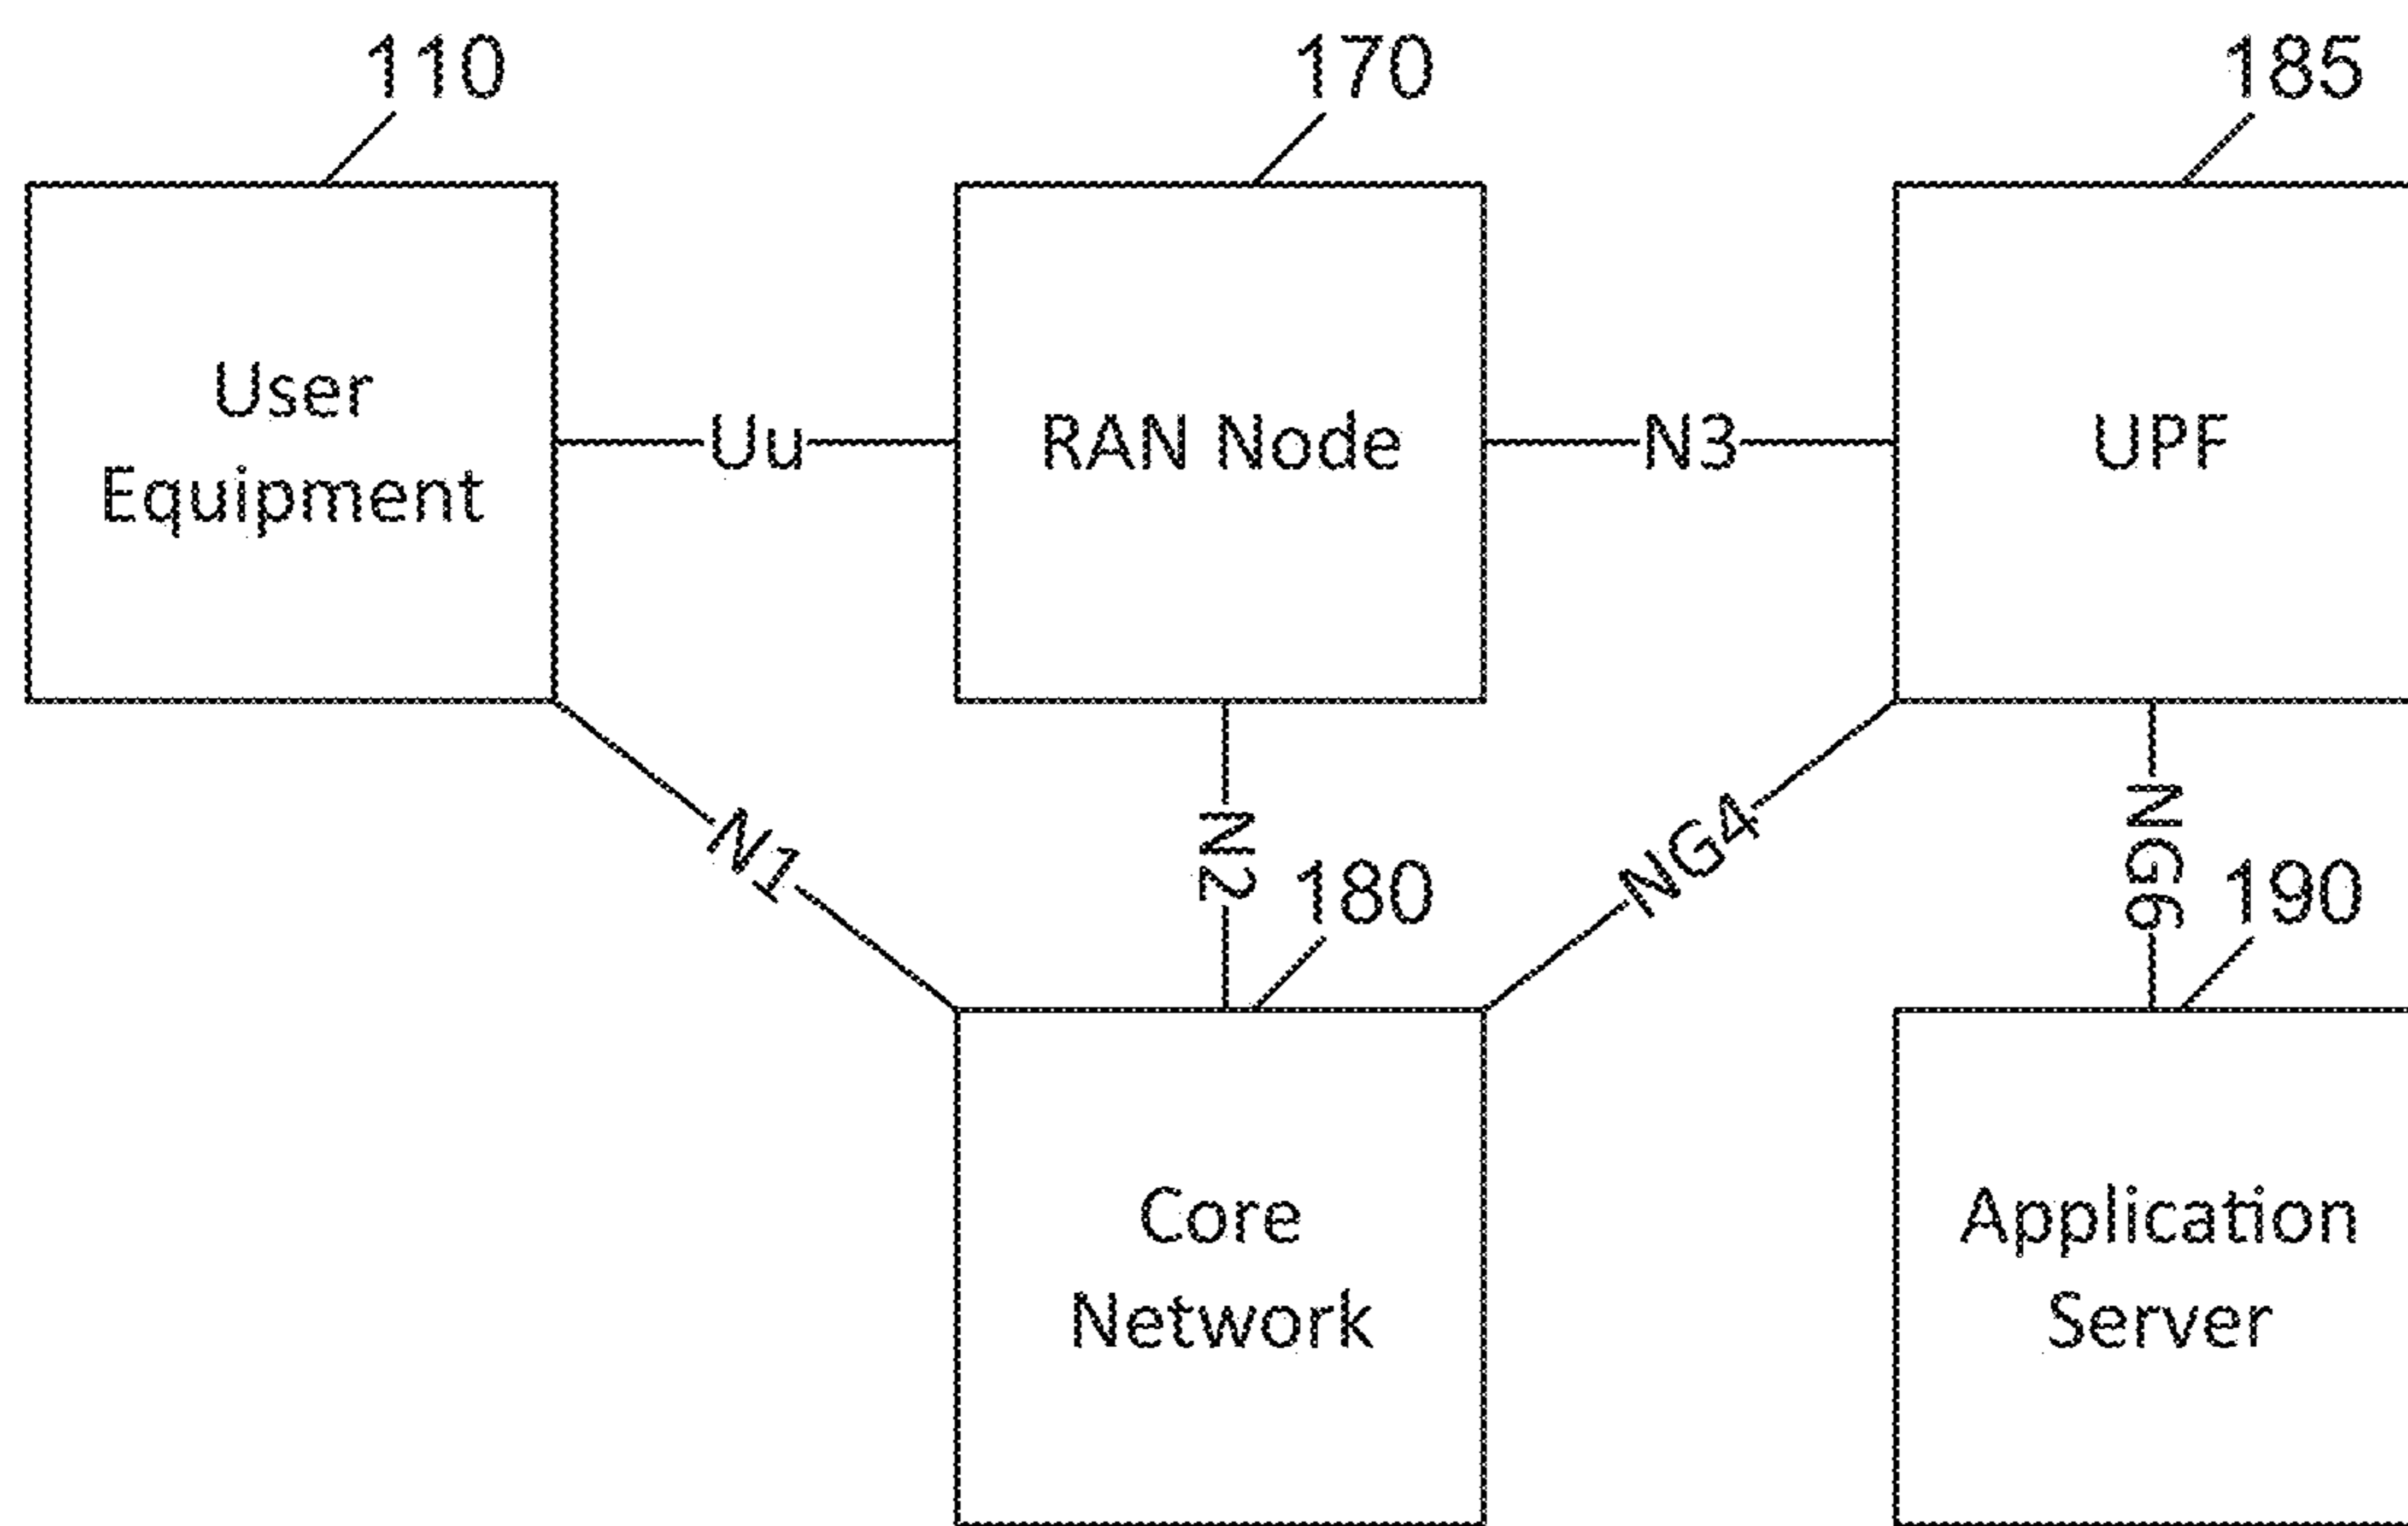 110
170
185
User
Equipment
Uu
RAN Node
N3
UPF
N1
N2
NG4
NG6
180
190
Core
Network
Application
Server